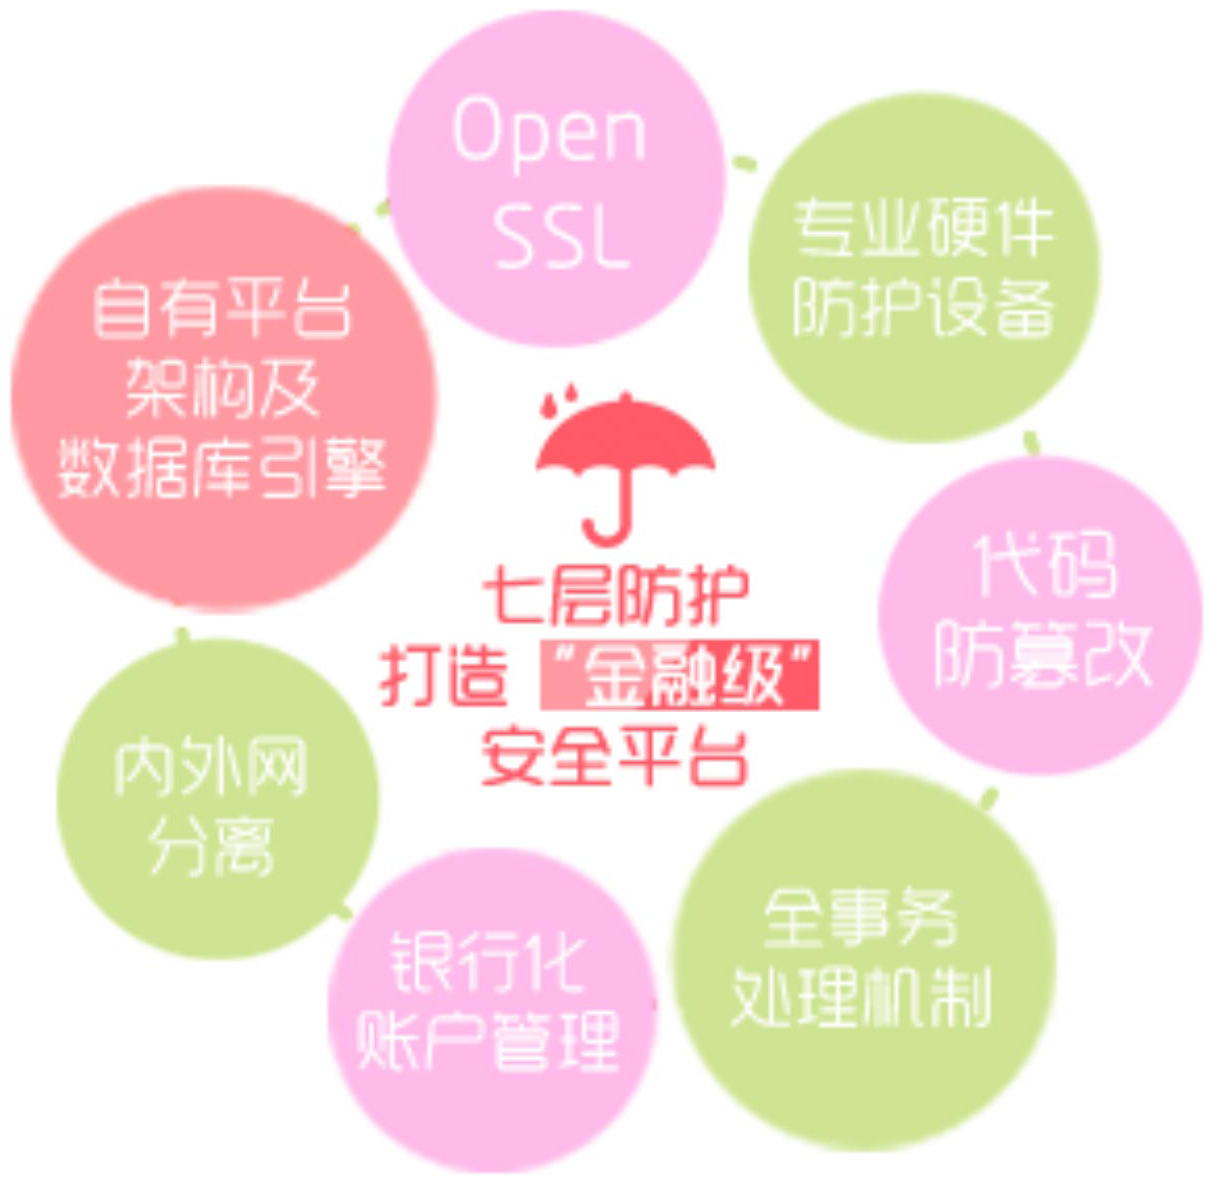 Open
SSL
专业硬件
防护设备
代码
防篡改
全事务
处理机制
银行化
账户管理
内外网
分离
自有平台
架构及
数据库引擎
七层防护
打造“金融级”
安全平台